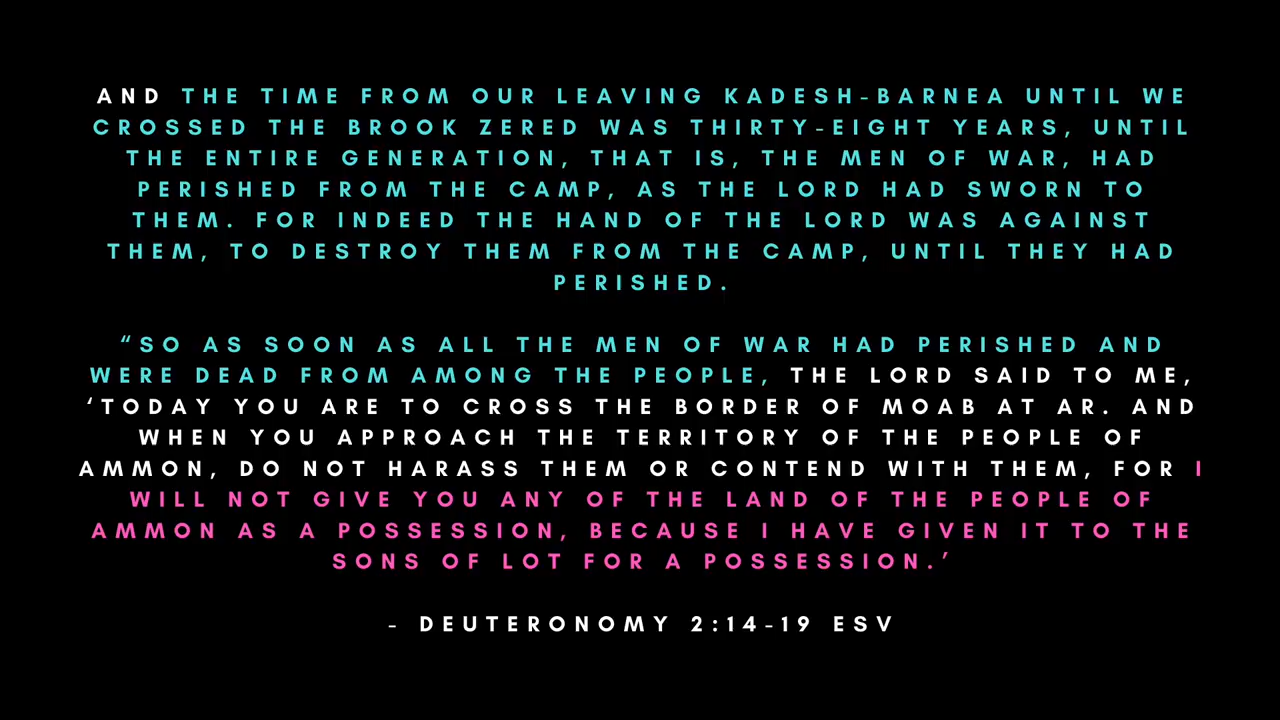 AND THE TIME FROM OUR LEAVING KADESH-BARNEA UNTIL WE
CROSSED THE BROOK ZERED WAS THIRTY-EIGHT YEARS, UNTIL
THE ENTIRE GENERATION, THAT IS, THE MEN OF WAR, HAD
PERISHED FROM THE CAMP, AS THE LORD HAD SWORN TO
THEM. FOR INDEED THE HAND OF THE LORD WAS AGAINST
THEM, TO DESTROY THEM FROM THE CAMP, UNTIL THEY HAD
PERISHED.
“SO AS SOON AS ALL THE MEN OF WAR HAD PERISHED AND
WERE DEAD FROM AMONG THE PEOPLE, THE LORD SAID TO ME,
‘TODAY YOU ARE TO CROSS THE BORDER OF MOAB AT AR. AND
WHEN YOU APPROACH THE TERRITORY OF THE PEOPLE OF
AMMON, DO NOT HARASS THEM OR CONTEND WITH THEM, FOR I
WILL NOT GIVE YOU ANY OF THE LAND OF THE PEOPLE OF
AMMON AS A POSSESSION, BECAUSE I HAVE GIVEN IT TO THE
SONS OF LOT FOR A POSSESSION.’
- DEUTERONOMY 2:14-19 ESV